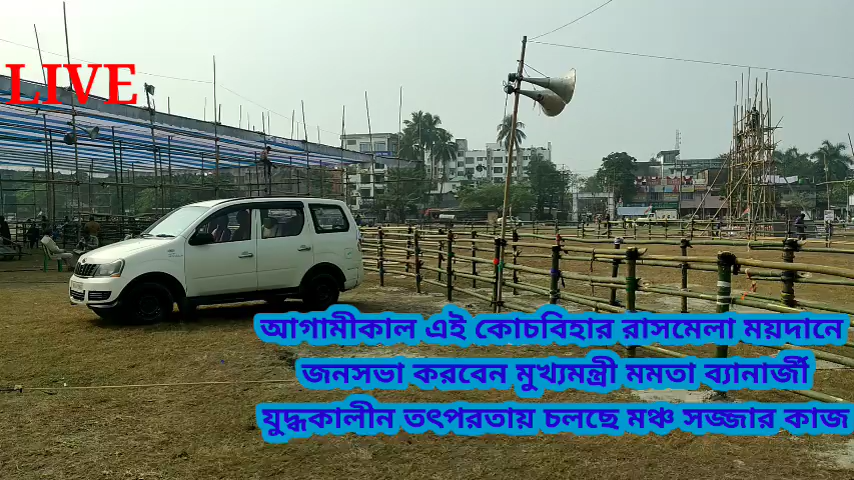 LIVE
আগামীকাল এই কোচবিহার রাসমেলা ময়দানে
জনসভা করবেন মুখ্যমন্ত্রী মমতা ব্যানার্জী
যুদ্ধকালীন তৎপরতায় চলছে মঞ্চ সজ্জার কাজ